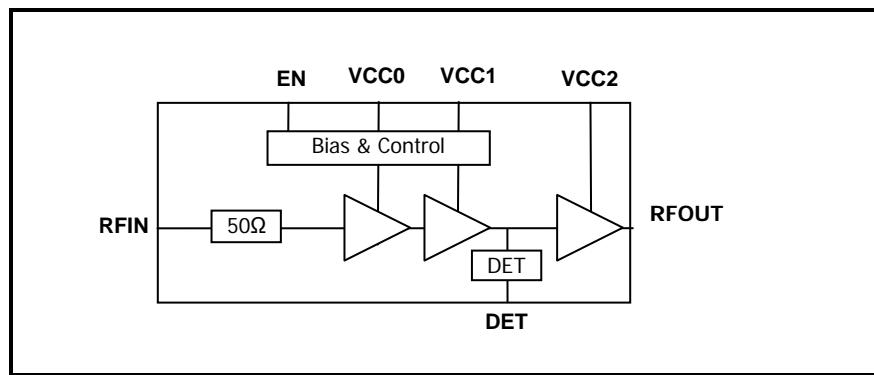 EN VCC0 VCC1 VCC2
Bias & Control
RFIN 50Ω RFOUT
DET
DET